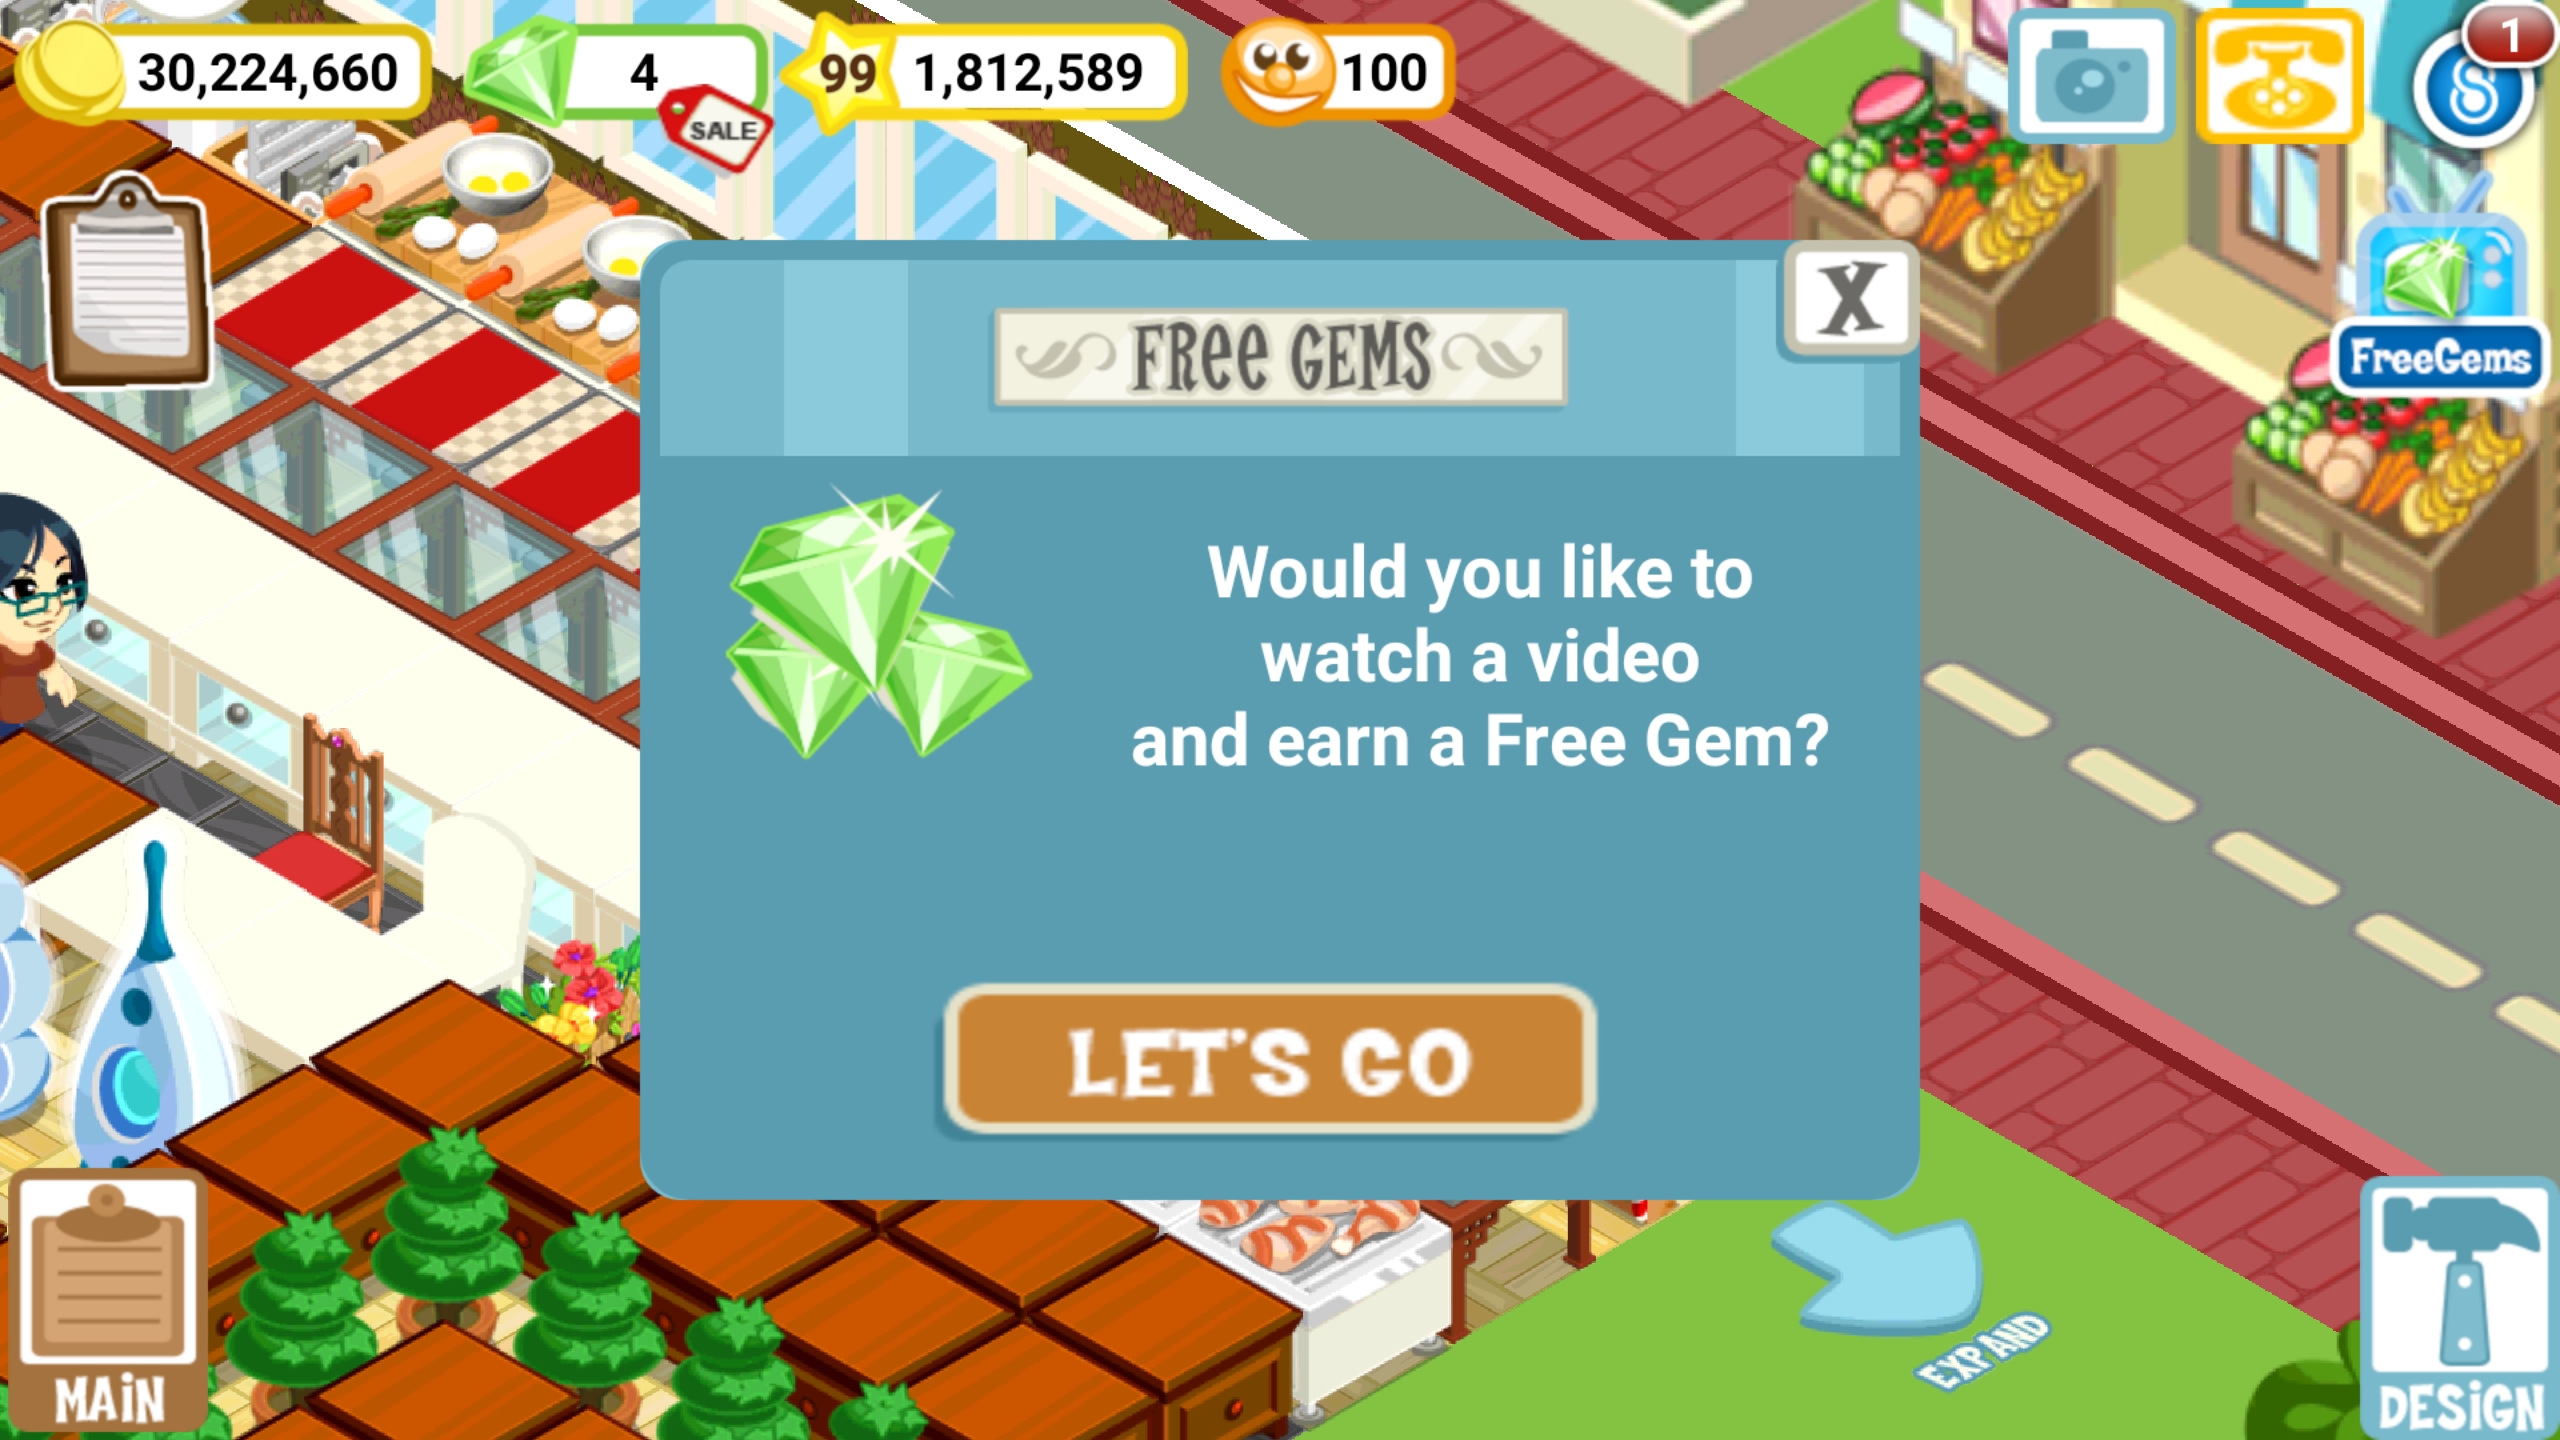 30,224,660
4
SALE
99
1,812,589
100
1
FREE GEMS
X
FreeGems
Would you like to
watch a video
and earn a Free Gem?
LET'S GO
EXPAND
MAIN
DESIGN